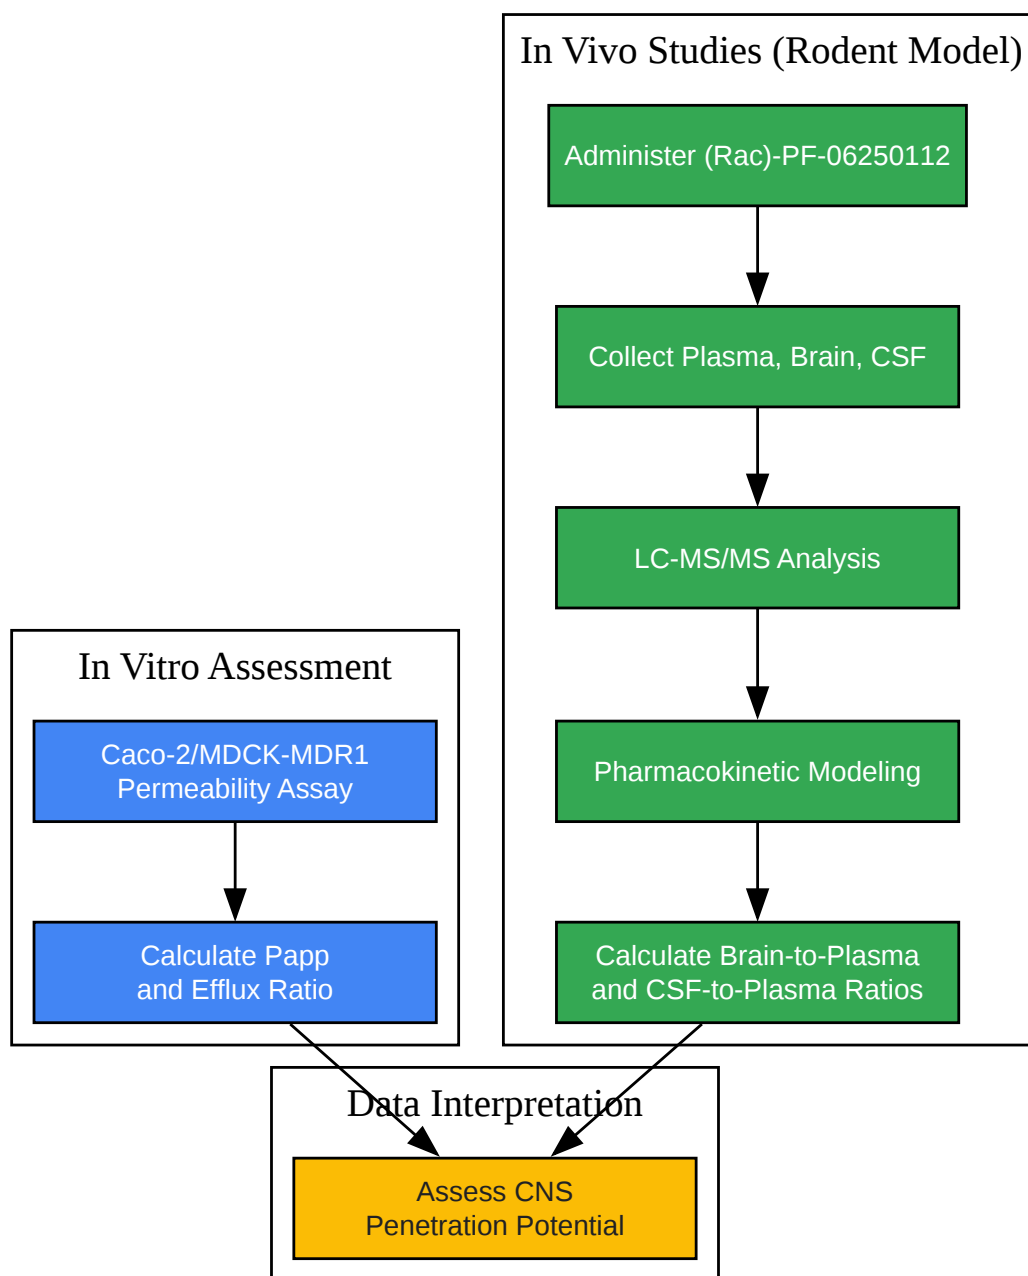 In Vivo Studies (Rodent Model)
Administer (Rac)-PF-06250112
Collect Plasma, Brain, CSF
LC-MS/MS Analysis
Pharmacokinetic Modeling
Calculate Brain-to-Plasma
and CSF-to-Plasma Ratios
In Vitro Assessment
Caco-2/MDCK-MDR1
Permeability Assay
Calculate Papp
and Efflux Ratio
Data Interpretation
Assess CNS
Penetration Potential